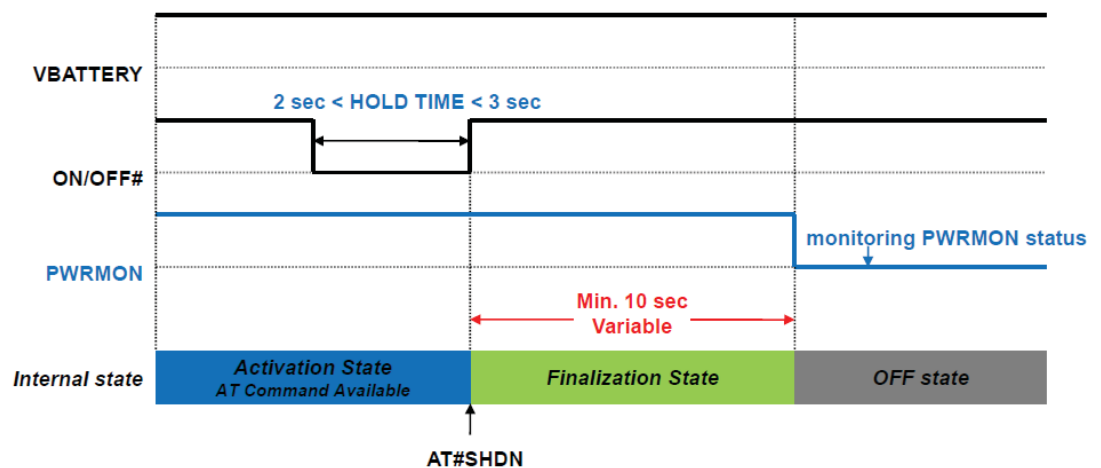 VBATTERY
2 sec < HOLD TIME < 3 sec
ON/OFF#
monitoring PWRMON status
PWRMON
Min. 10 sec
Variable
Internal state
Activation State
AT Command Available
Finalization State
OFF state
AT#SHDN